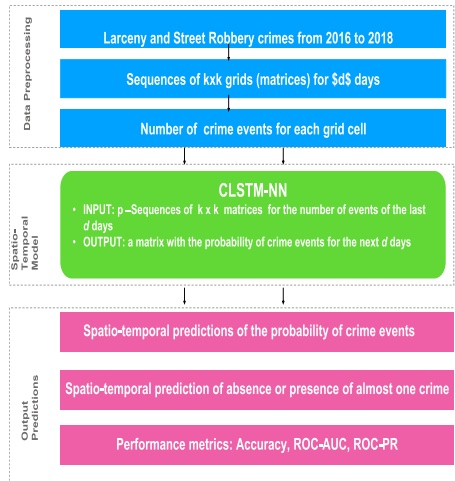 Data Preprocessing
Larceny and Street Robbery crimes from 2016 to 2018
Sequences of kxk grids (matrices) for $d$ days
Number of crime events for each grid cell
Spatio-
Temporal
Model
CLSTM-NN
• INPUT: p –Sequences of k x k matrices for the number of events of the last
d days
• OUTPUT: a matrix with the probability of crime events for the next d days
Output
Predictions
Spatio-temporal predictions of the probability of crime events
Spatio-temporal prediction of absence or presence of almost one crime
Performance metrics: Accuracy, ROC-AUC, ROC-PR